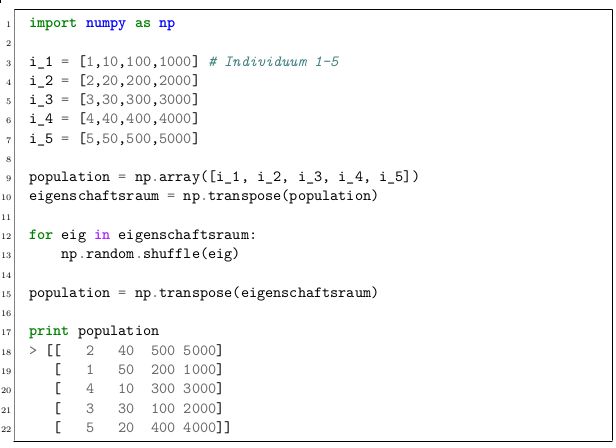 1 import numpy as np
2
3 i_1 = [1,10,100,1000] # Individuum 1-5
4 i_2 = [2,20,200,2000]
5 i_3 = [3,30,300,3000]
6 i_4 = [4,40,400,4000]
7 i_5 = [5,50,500,5000]
8
9 population = np.array([i_1, i_2, i_3, i_4, i_5])
10 eigenschaftsraum = np.transpose(population)
11
12 for eig in eigenschaftsraum:
13     np.random.shuffle(eig)
14
15 population = np.transpose(eigenschaftsraum)
16
17 print population
18 > [[   2   40  500 5000]
19    [   1   50  200 1000]
20    [   4   10  300 3000]
21    [   3   30  100 2000]
22    [   5   20  400 4000]]